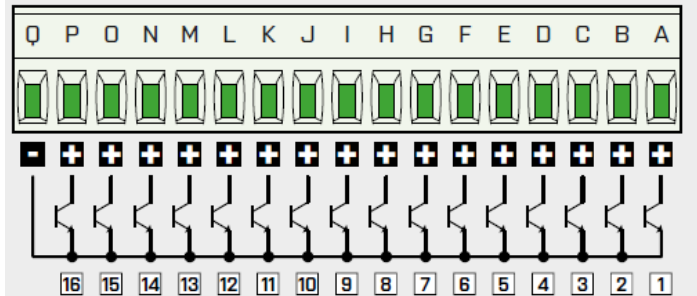 Q P O N M L K J I H G F E D C B A
- + + + + + + + + + + + + + + + +
16 15 14 13 12 11 10 9 8 7 6 5 4 3 2 1